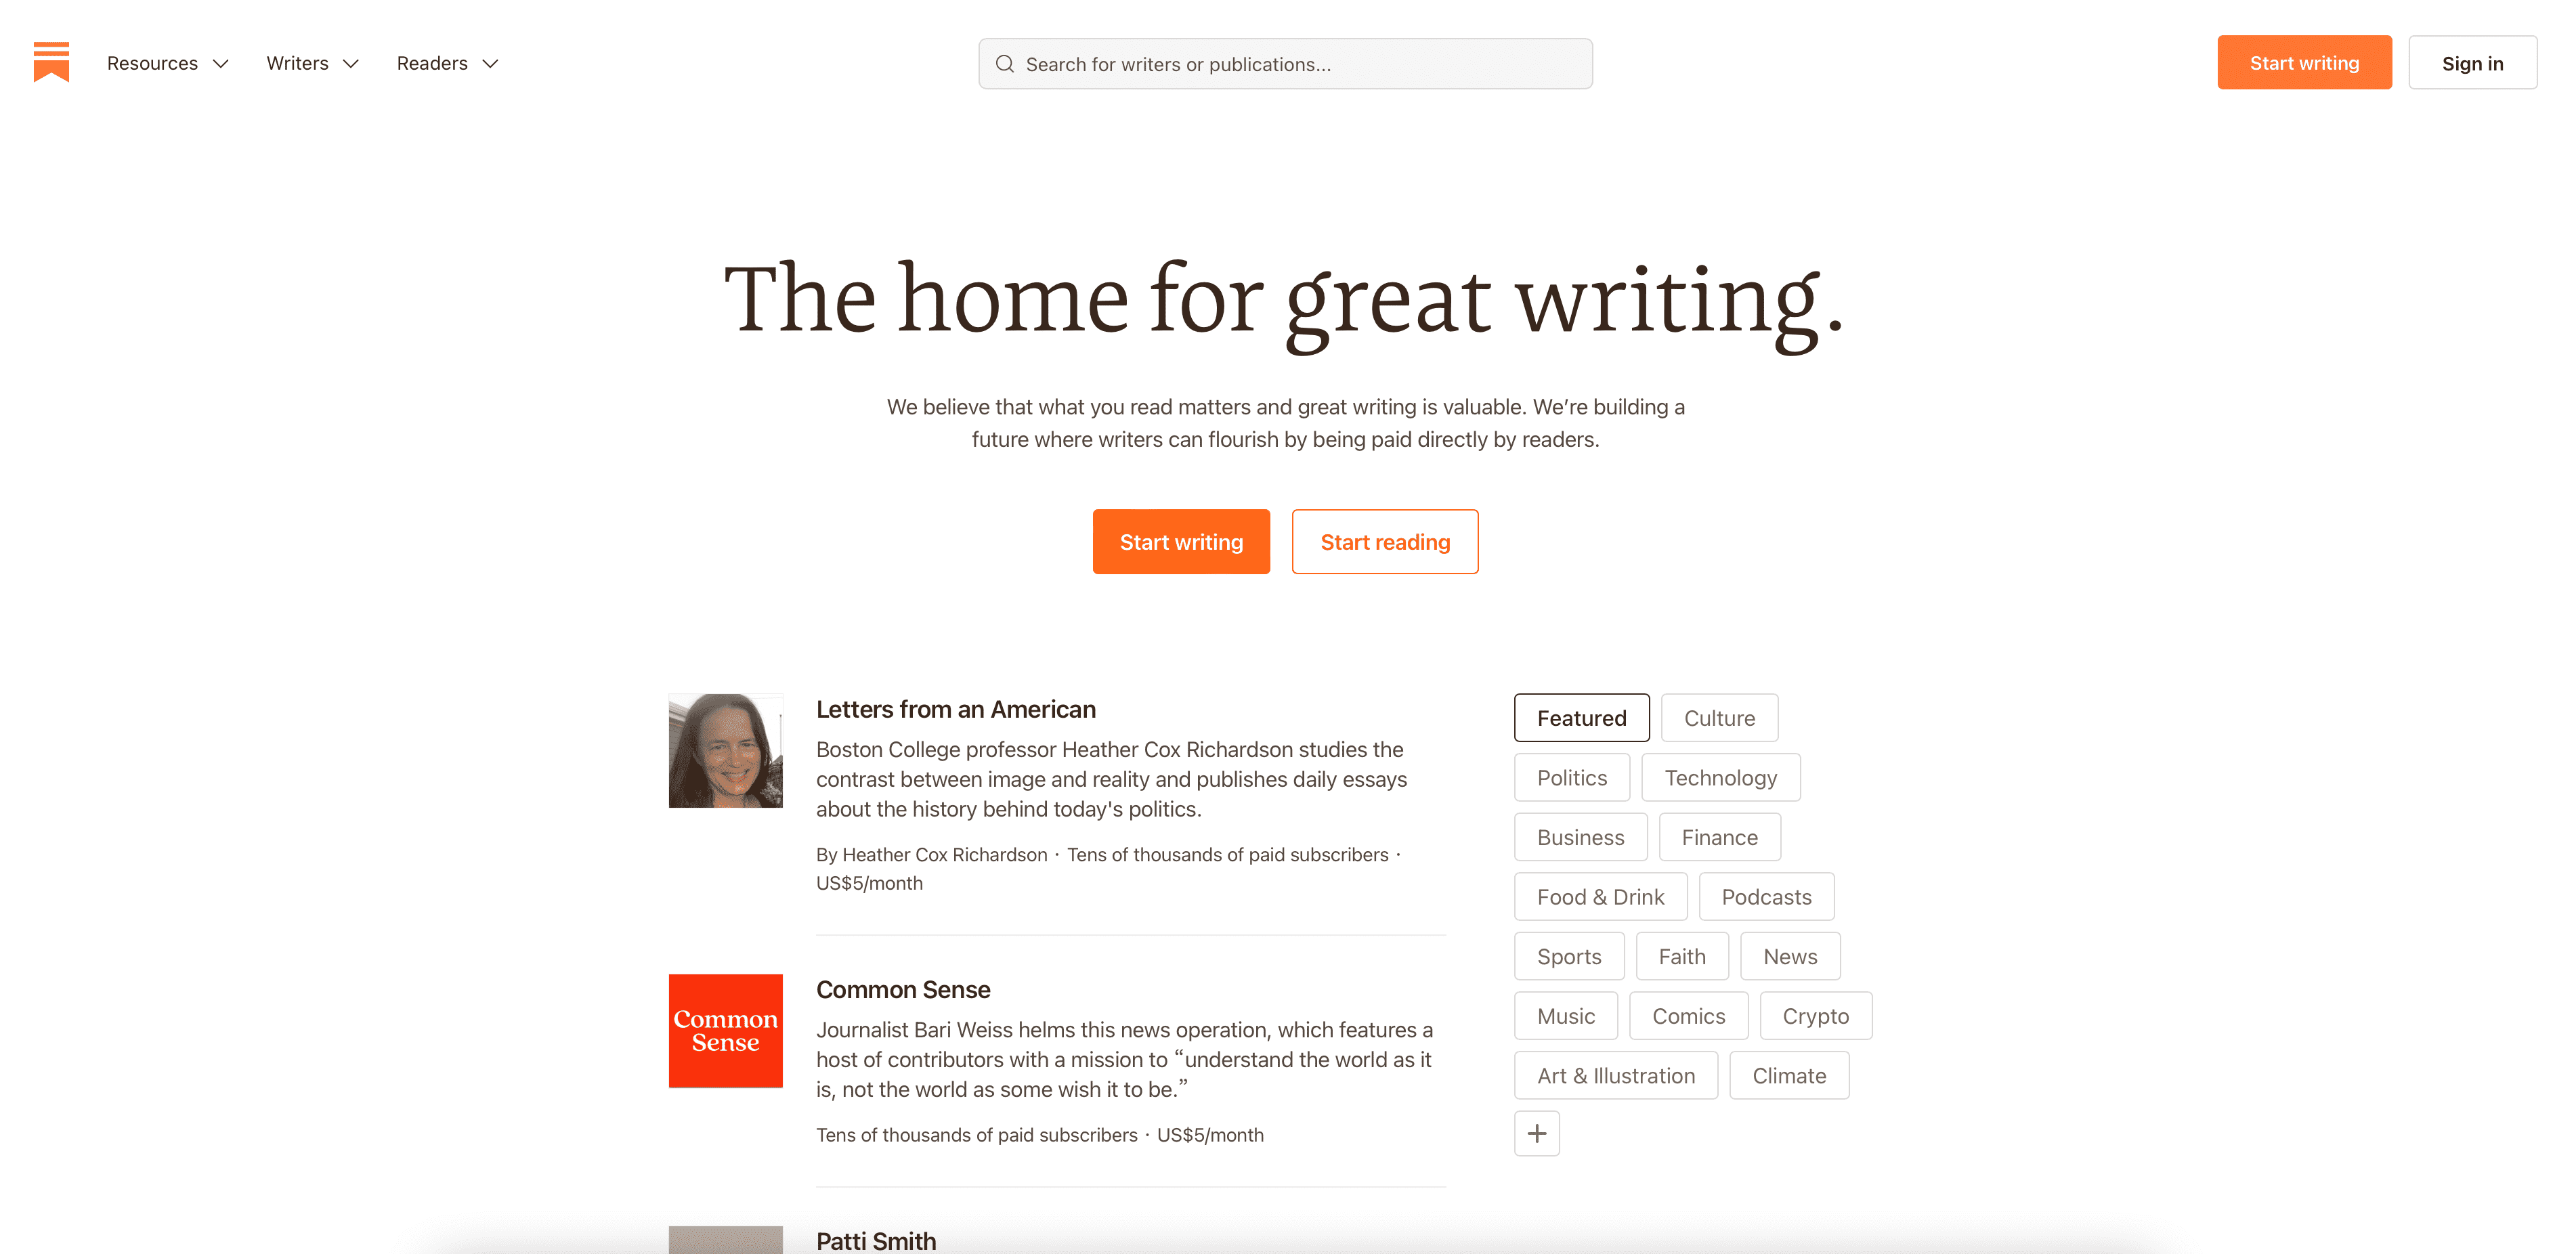 Resources
Writers
Readers
Search for writers or publications...
Start writing
Sign in
The home for great writing.
We believe that what you read matters and great writing is valuable. We’re building a
future where writers can flourish by being paid directly by readers.
Start writing
Start reading
Letters from an American
Boston College professor Heather Cox Richardson studies the
contrast between image and reality and publishes daily essays
about the history behind today's politics.
By Heather Cox Richardson · Tens of thousands of paid subscribers ·
US$5/month
Common
Sense
Common Sense
Journalist Bari Weiss helms this news operation, which features a
host of contributors with a mission to “understand the world as it
is, not the world as some wish it to be.”
Tens of thousands of paid subscribers · US$5/month
Patti Smith
Featured
Culture
Politics
Technology
Business
Finance
Food & Drink
Podcasts
Sports
Faith
News
Music
Comics
Crypto
Art & Illustration
Climate
+